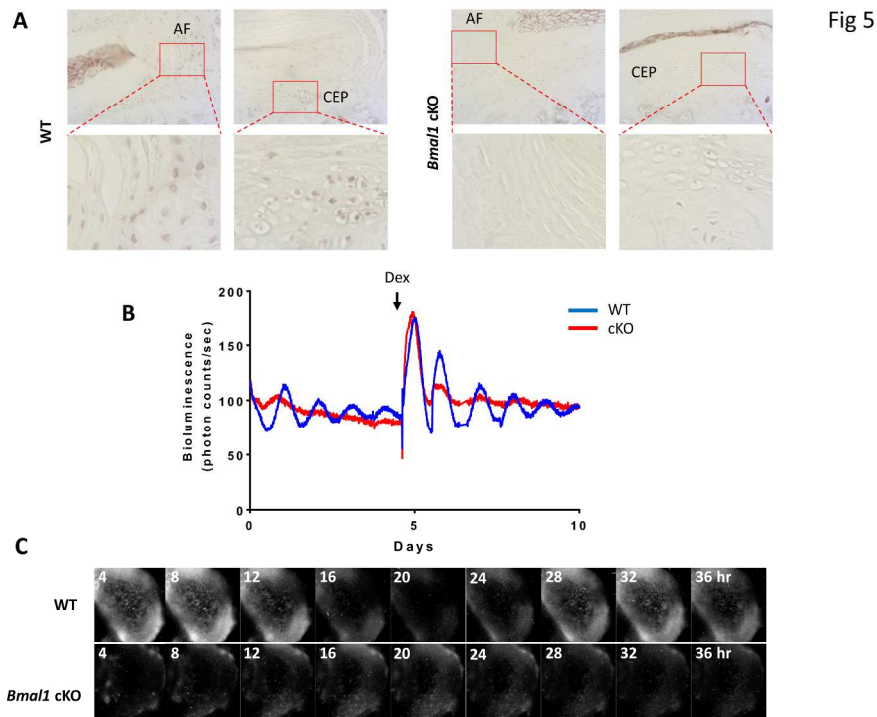 Fig 5
A
AF
CEP
CEP
WT
Bmal1 cKO
B
Dex
WT
cKO
200
150
100
50
0
Bioluminescence
(photon counts/sec)
0 5 10
Days
C
WT
4 8 12 16 20 24 28 32 36 hr
Bmal1 cKO
4 8 12 16 20 24 28 32 36 hr